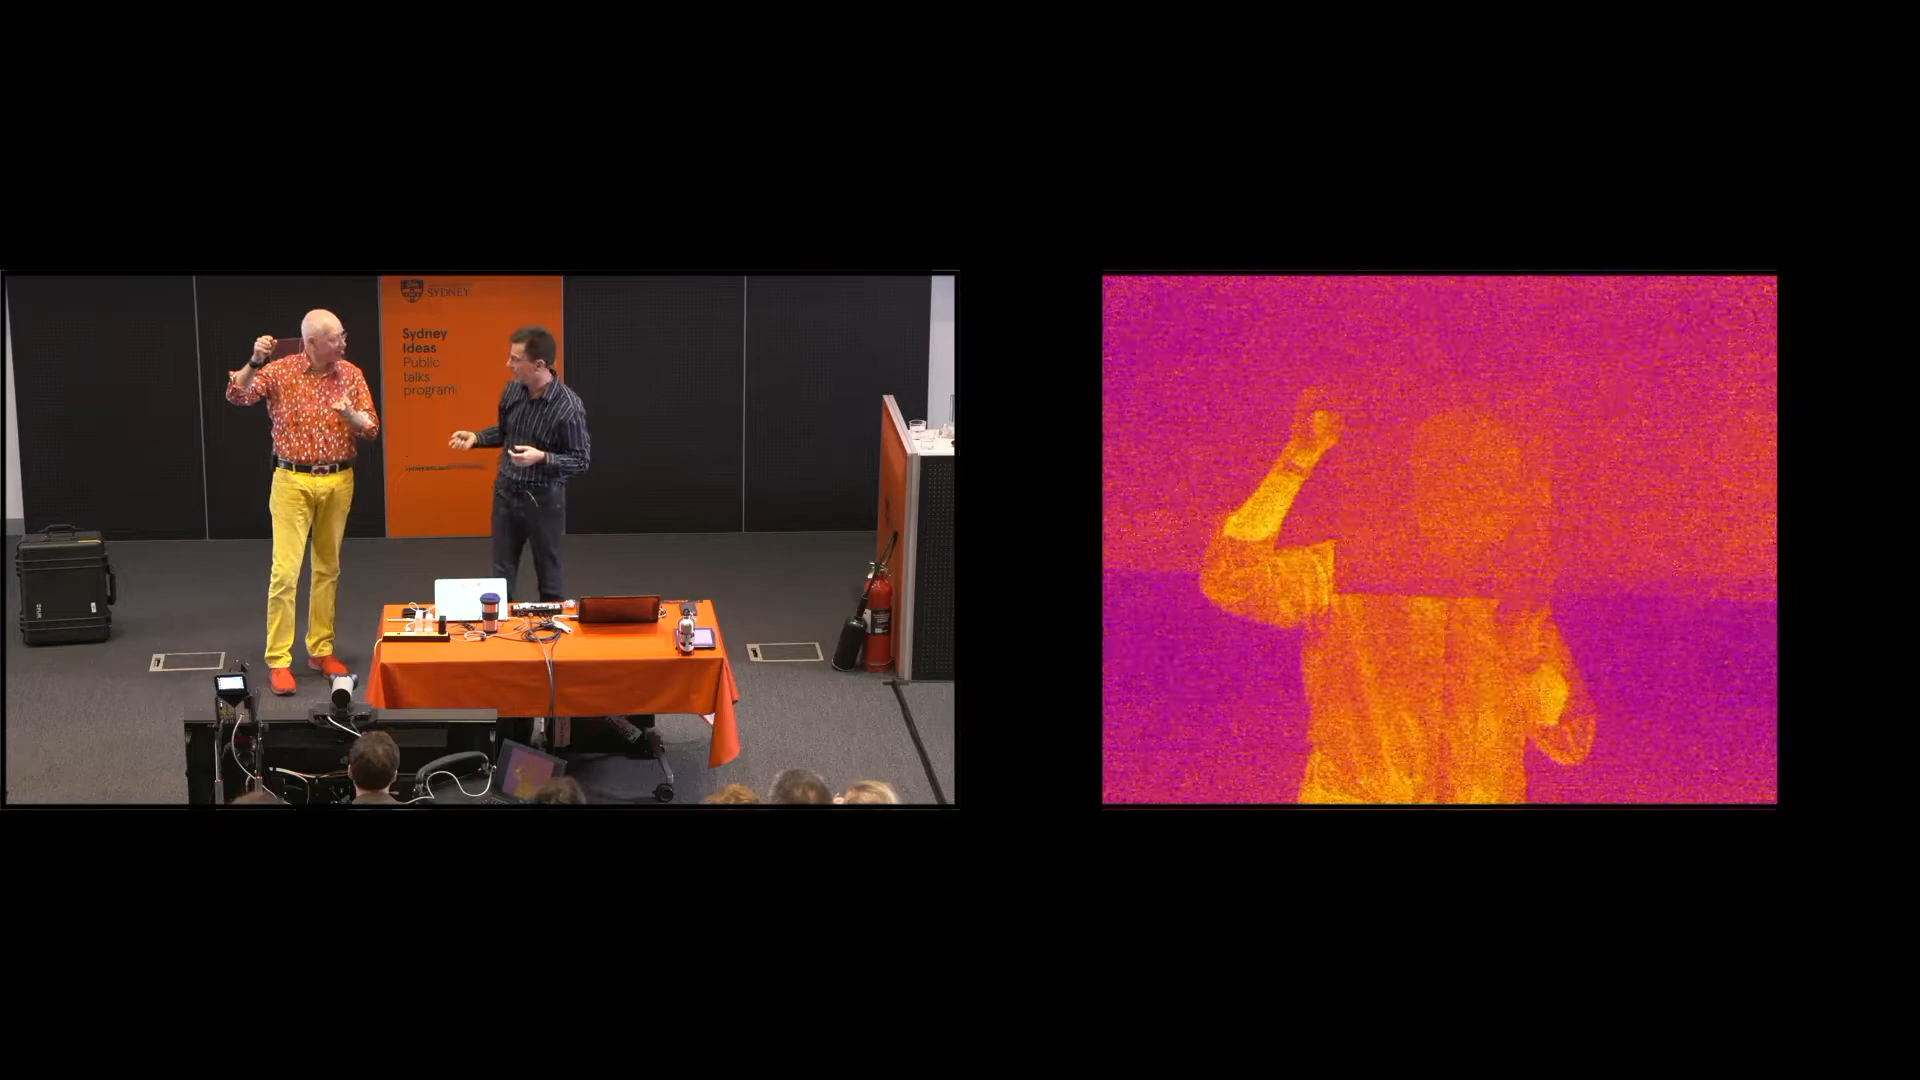 SYDNEY
Sydney
Ideas
Public
talks
program